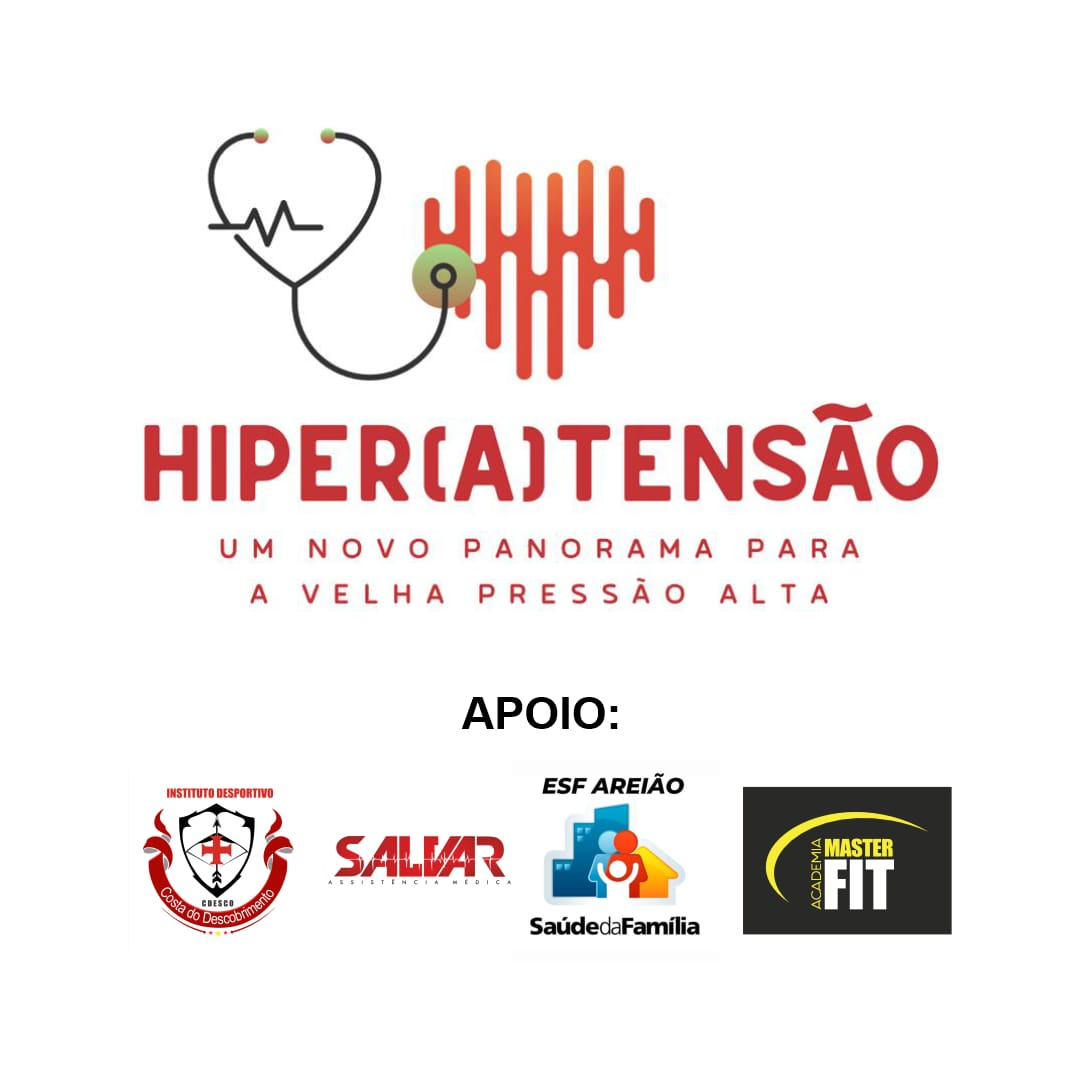 HIPER(A)TENSÃO
UM NOVO PANORAMA PARA
A VELHA PRESSÃO ALTA
APOIO:
INSTITUTO DESPORTIVO
CDESCO
Costa do Descobrimento
SALVAR
ASSISTÊNCIA MÉDICA
ESF AREIÃO
SaúdedaFamília
ACADEMIA
MASTER
FIT